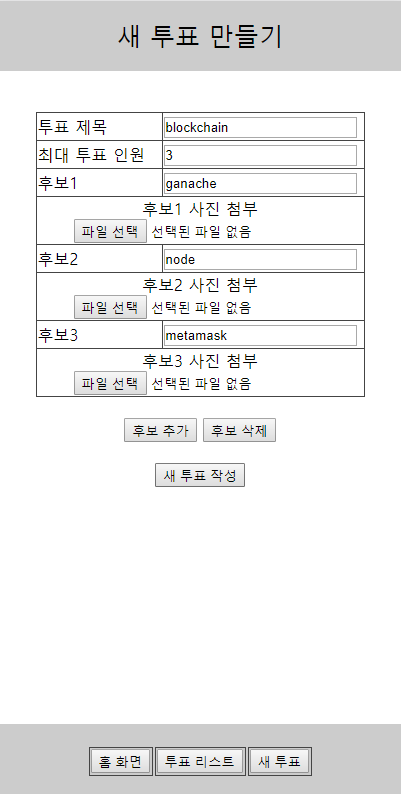 새 투표 만들기
투표 제목 blockchain
최대 투표 인원 3
후보1 ganache
후보1 사진 첨부
파일 선택 선택된 파일 없음
후보2 node
후보2 사진 첨부
파일 선택 선택된 파일 없음
후보3 metamask
후보3 사진 첨부
파일 선택 선택된 파일 없음
후보 추가 후보 삭제
새 투표 작성
홈 화면 투표 리스트 새 투표